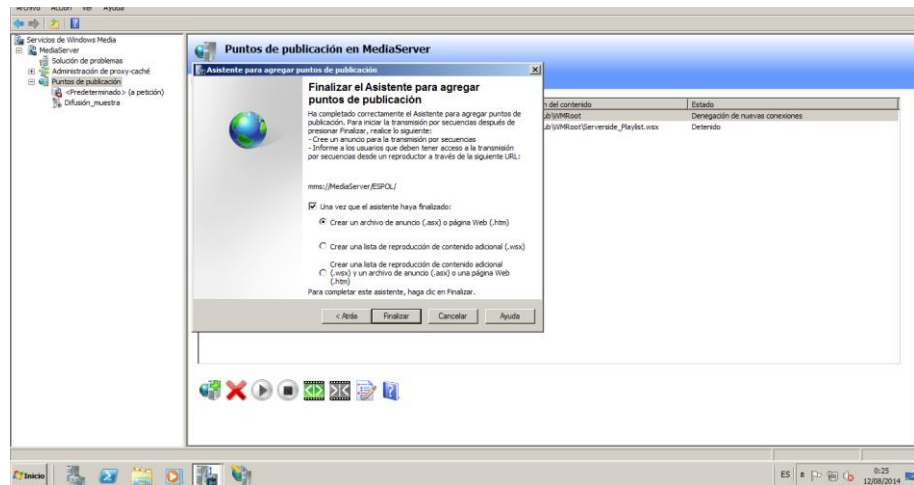 Archivo Acción Ver Ayuda
Servicios de Windows Media
MediaServer
Solución de problemas
Administración de proxy-caché
Puntos de publicación
<Predeterminado> (a petición)
Difusión_muestra
Puntos de publicación en MediaServer
Asistente para agregar puntos de publicación
Finalizar el Asistente para agregar
puntos de publicación
Ha completado correctamente el Asistente para agregar puntos de
publicación. Para iniciar la transmisión por secuencias después de
presionar Finalizar, realice lo siguiente:
- Cree un anuncio para la transmisión por secuencias
- Informe a los usuarios que deben tener acceso a la transmisión
por secuencias desde un reproductor a través de la siguiente URL:
mms://MediaServer/ESPOL/
Una vez que el asistente haya finalizado:
Crear un archivo de anuncio (.asx) o página Web (.htm)
Crear una lista de reproducción de contenido adicional (.wsx)
Crear una lista de reproducción de contenido adicional
(.wsx) y un archivo de anuncio (.asx) o una página Web
(.htm)
Para completar este asistente, haga clic en Finalizar.
< Atrás Finalizar Cancelar Ayuda
n del contenido Estado
ub\WMRoot Denegación de nuevas conexiones
ub\WMRoot\Serverside_Playlist.wsx Detenido
Inicio
ES 0:25
12/08/2014